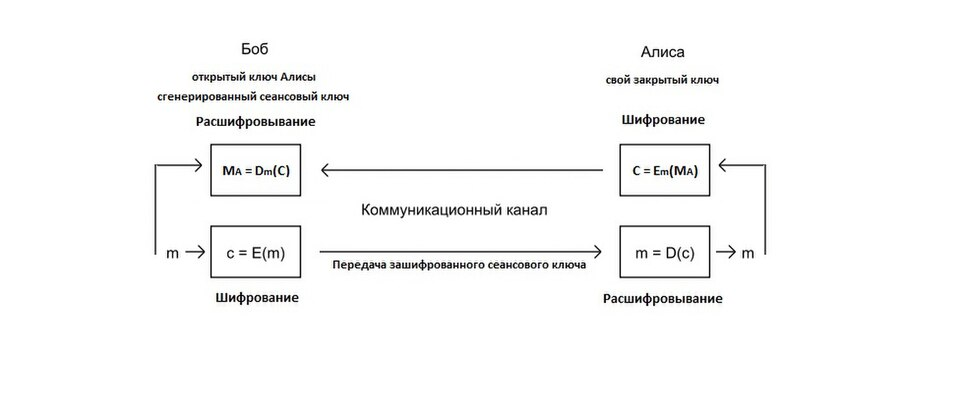 Боб
Алиса
открытый ключ Алисы
сгенерированный сеансовый ключ
свой закрытый ключ
Расшифровывание
Шифрование
MA = Dm(C)
C = Em(MA)
Коммуникационный канал
m
c = E(m)
m = D(c)
m
Передача зашифрованного сеансового ключа
Шифрование
Расшифровывание